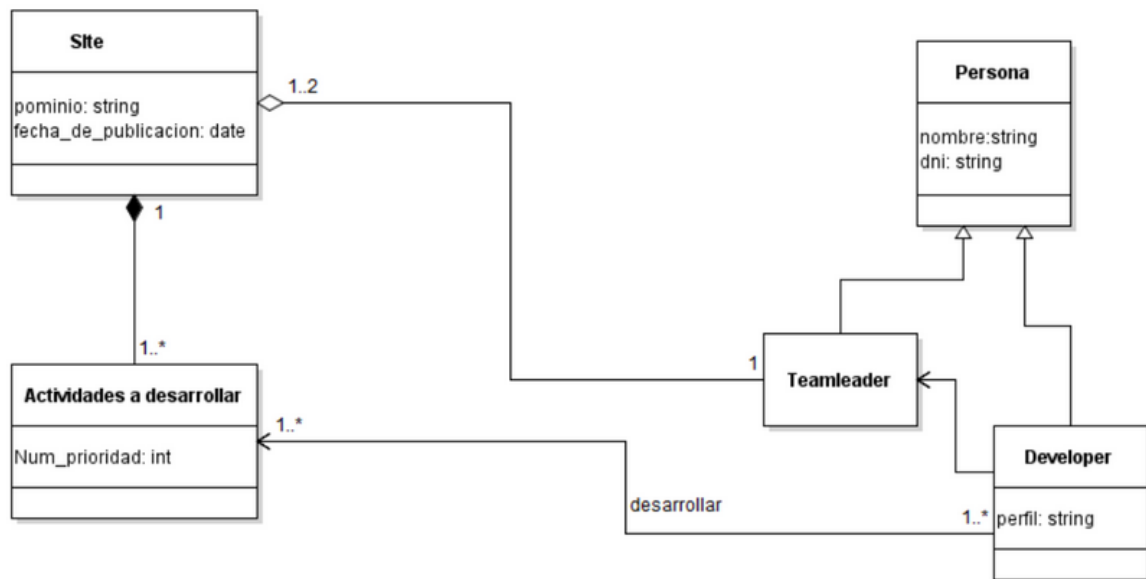 SIte
pominio: string
fecha_de_publicacion: date
1..2
1
Persona
nombre:string
dni: string
1..*
Actividades a desarrollar
Num_prioridad: int
1..*
1
Teamleader
desarrollar
1..*
Developer
perfil: string